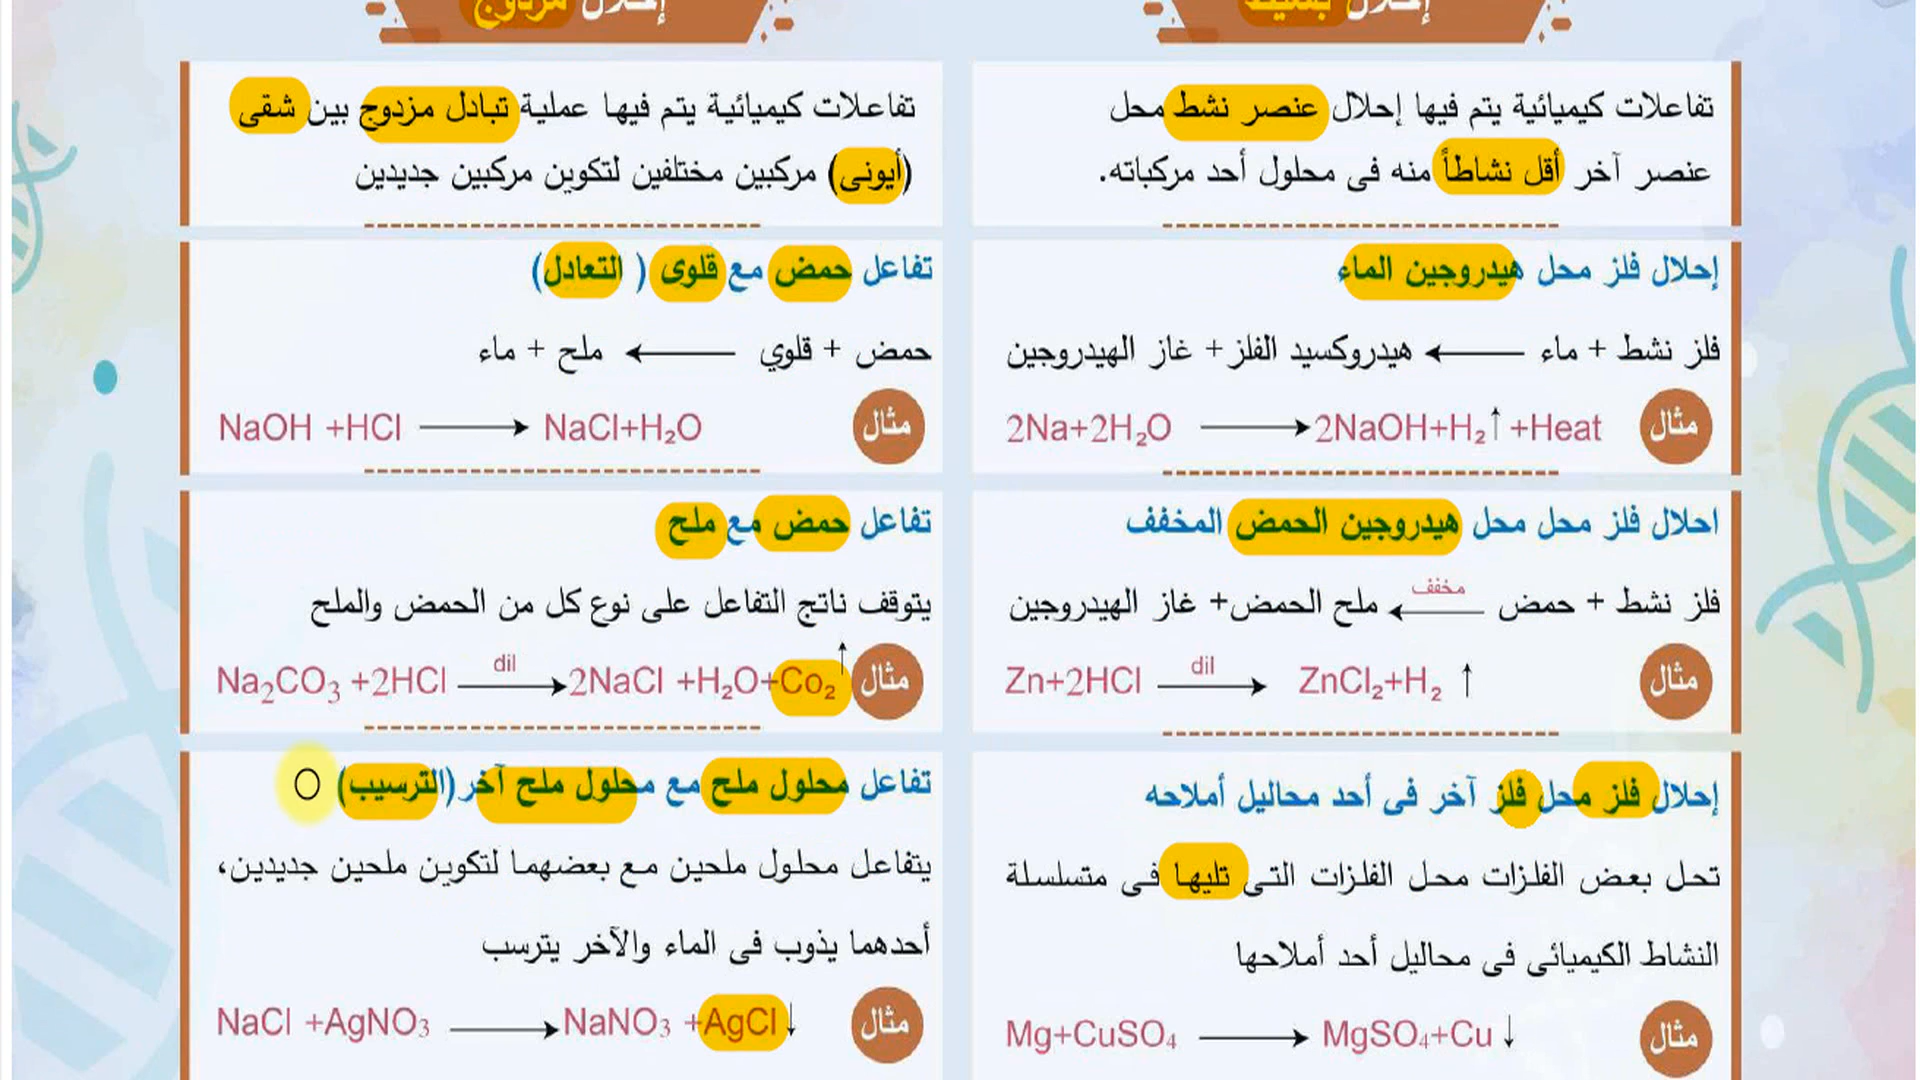 إحلال بسيط
تفاعلات كيميائية يتم فيها إحلال عنصر نشط محل
عنصر آخر أقل نشاطاً منه فى محلول أحد مركباته.
إحلال فلز محل هيدروجين الماء
فلز نشط + ماء ← هيدروكسيد الفلز + غاز الهيدروجين
مثال
2Na+2H₂O → 2NaOH+H₂↑ +Heat
احلال فلز محل محل هيدروجين الحمض المخفف
فلز نشط + حمض ← مخفف ملح الحمض+ غاز الهيدروجين
مثال
Zn+2HCl dil → ZnCl₂+H₂ ↑
إحلال فلز محل فلز آخر فى أحد محاليل أملاحه
تحل بعض الفلزات محل الفلزات التى تليها فى متسلسلة
النشاط الكيميائى فى محاليل أحد أملاحها
مثال
Mg+CuSO₄ → MgSO₄+Cu ↓
إحلال مزدوج
تفاعلات كيميائية يتم فيها عملية تبادل مزدوج بين شقى
(أيونى) مركبين مختلفين لتكوين مركبين جديدين
تفاعل حمض مع قلوى ( التعادل)
حمض + قلوي ← ملح + ماء
مثال
NaOH +HCl → NaCl+H₂O
تفاعل حمض مع ملح
يتوقف ناتج التفاعل على نوع كل من الحمض والملح
مثال
Na₂CO₃ +2HCl dil → 2NaCl +H₂O+Co₂ ↑
تفاعل محلول ملح مع محلول ملح آخر (الترسيب)
يتفاعل محلول ملحين مع بعضهما لتكوين ملحين جديدين،
أحدهما يذوب فى الماء والآخر يترسب
مثال
NaCl +AgNO₃ → NaNO₃ +AgCl↓